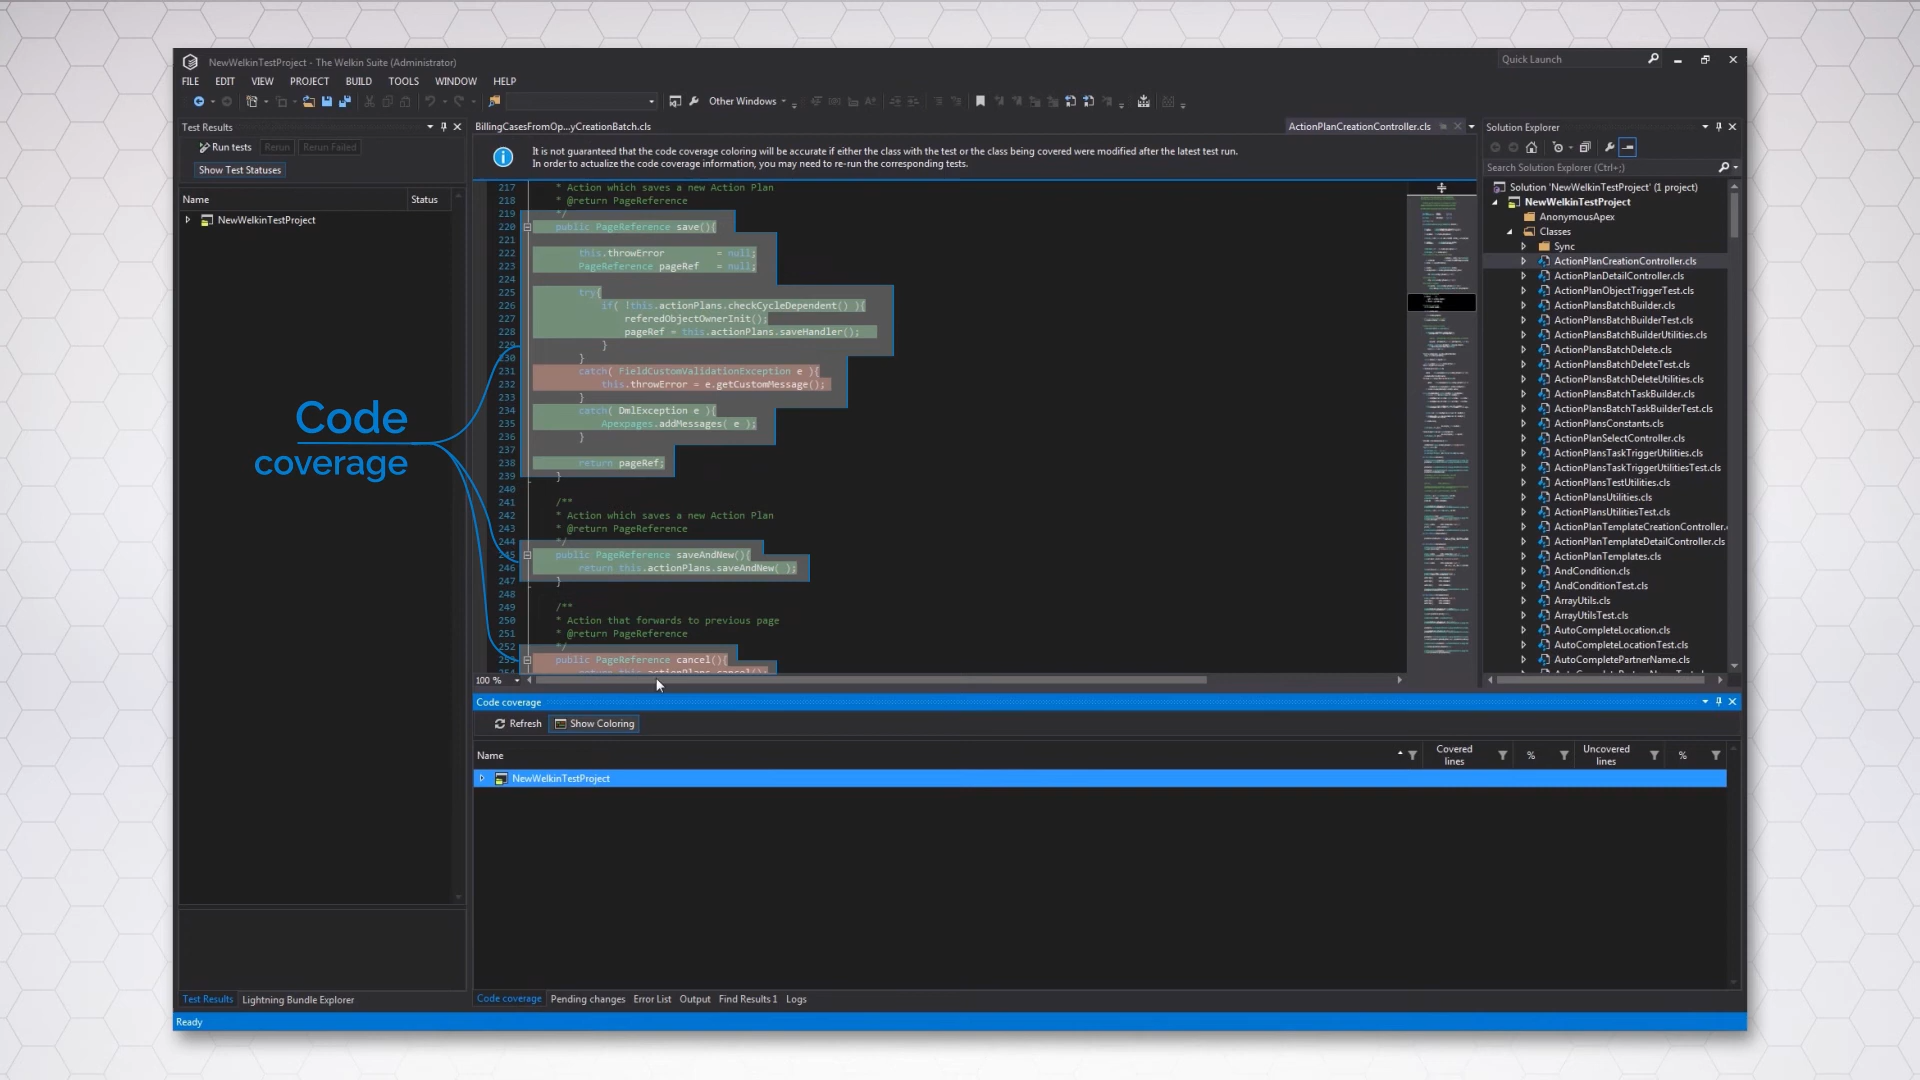 NewWelkinTestProject - The Welkin Suite (Administrator)
Quick Launch
FILE EDIT VIEW PROJECT BUILD TOOLS WINDOW HELP
Other Windows
Test Results
Run tests Rerun Rerun Failed
Show Test Statuses
Name Status
NewWelkinTestProject
Code
coverage
BillingCasesFromOp...yCreationBatch.cls
ActionPlanCreationController.cls
It is not guaranteed that the code coverage coloring will be accurate if either the class with the test or the class being covered were modified after the latest test run.
In order to actualize the code coverage information, you may need to re-run the corresponding tests.
217 * Action which saves a new Action Plan
218 * @return PageReference
219 */
220 public PageReference save(){
221
222 this.throwError = null;
223 PageReference pageRef = null;
224
225 try{
226 if( !this.actionPlans.checkCycleDependent() ){
227 referedObjectOwnerInit();
228 pageRef = this.actionPlans.saveHandler();
229 }
230 }
231 catch( FieldCustomValidationException e ){
232 this.throwError = e.getCustomMessage();
233 }
234 catch( DmlException e ){
235 Apexpages.addMessages( e );
236 }
237
238 return pageRef;
239 }
240
241 /**
242 * Action which saves a new Action Plan
243 * @return PageReference
244 */
245 public PageReference saveAndNew(){
246 return this.actionPlans.saveAndNew( );
247 }
248
249 /**
250 * Action that forwards to previous page
251 * @return PageReference
252 */
253 public PageReference cancel(){
254 return this.actionPlans.cancel();
100 %
Solution Explorer
Search Solution Explorer (Ctrl+;)
Solution 'NewWelkinTestProject' (1 project)
NewWelkinTestProject
AnonymousApex
Classes
Sync
ActionPlanCreationController.cls
ActionPlanDetailController.cls
ActionPlanObjectTriggerTest.cls
ActionPlansBatchBuilder.cls
ActionPlansBatchBuilderTest.cls
ActionPlansBatchBuilderUtilities.cls
ActionPlansBatchDelete.cls
ActionPlansBatchDeleteTest.cls
ActionPlansBatchDeleteUtilities.cls
ActionPlansBatchTaskBuilder.cls
ActionPlansBatchTaskBuilderTest.cls
ActionPlansConstants.cls
ActionPlanSelectController.cls
ActionPlansTaskTriggerUtilities.cls
ActionPlansTaskTriggerUtilitiesTest.cls
ActionPlansTestUtilities.cls
ActionPlansUtilities.cls
ActionPlansUtilitiesTest.cls
ActionPlanTemplateCreationController.
ActionPlanTemplateDetailController.cls
ActionPlanTemplates.cls
AndCondition.cls
AndConditionTest.cls
ArrayUtils.cls
ArrayUtilsTest.cls
AutoCompleteLocation.cls
AutoCompleteLocationTest.cls
AutoCompletePartnerName.cls
Code coverage
Refresh Show Coloring
Name Covered lines % Uncovered lines %
NewWelkinTestProject
Test Results Lightning Bundle Explorer
Code coverage Pending changes Error List Output Find Results 1 Logs
Ready